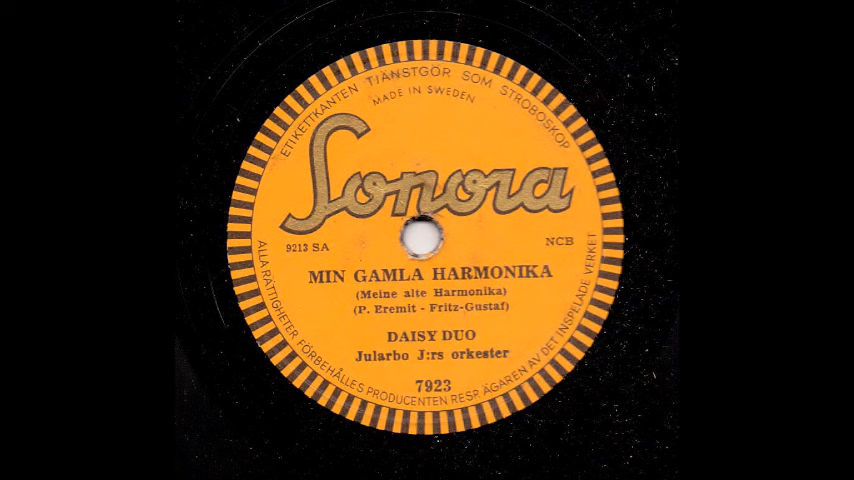 ETIKETTKANTEN TJÄNSTGÖR SOM STROBOSKOP
MADE IN SWEDEN
Sonora
9213 SA
NCB
MIN GAMLA HARMONIKA
(Meine alte Harmonika)
(P. Eremit - Fritz-Gustaf)
DAISY DUO
Jularbo J:rs orkester
7923
ALLA RÄTTIGHETER FÖRBEHÅLLES PRODUCENTEN RESP. ÄGAREN AV DET INSPELADE VERKET